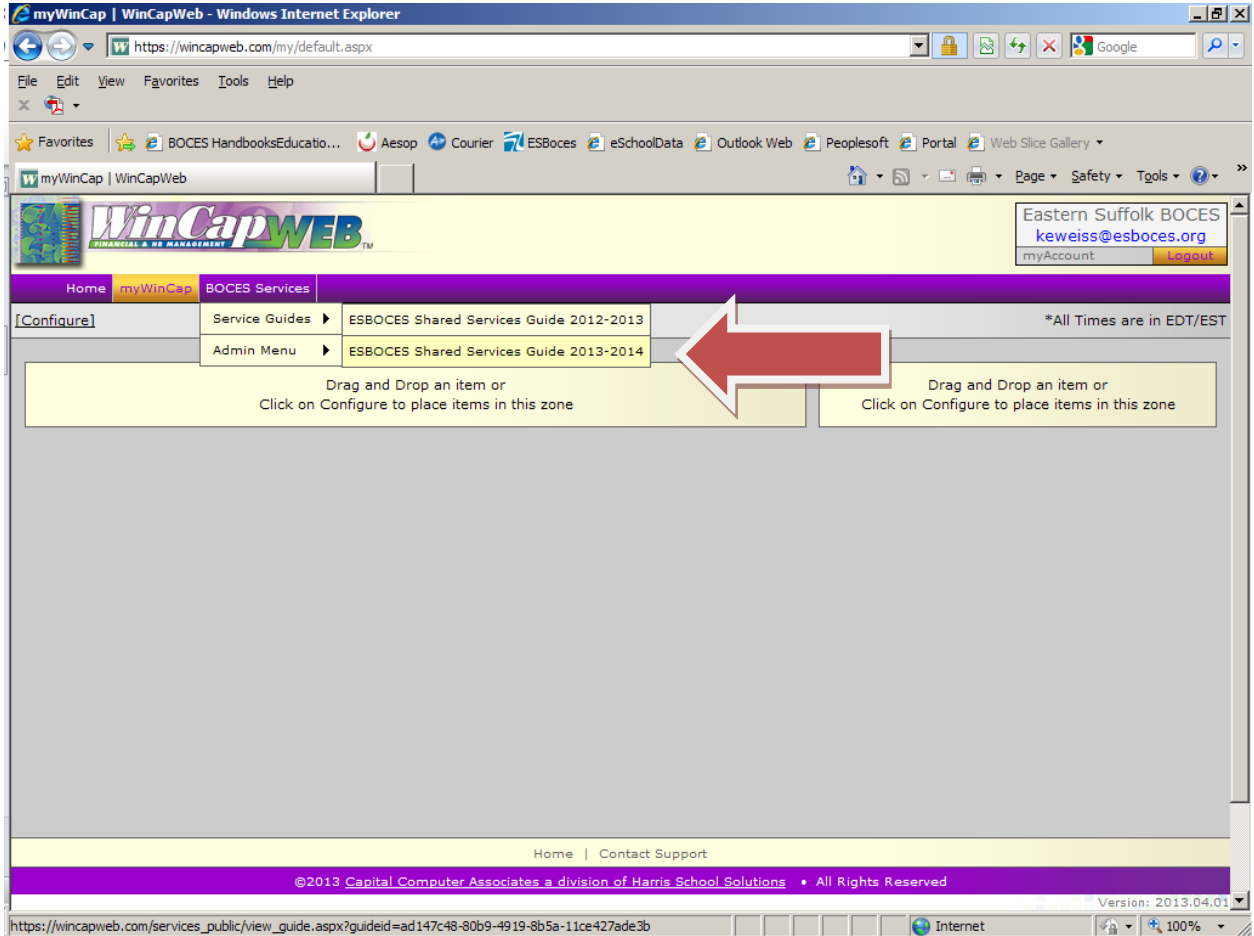 myWinCap | WinCapWeb - Windows Internet Explorer
https://wincapweb.com/my/default.aspx
Google
File Edit View Favorites Tools Help
Favorites BOCES HandbooksEducatio... Aesop Courier ESBoces eSchoolData Outlook Web Peoplesoft Portal Web Slice Gallery
myWinCap | WinCapWeb Page Safety Tools
WinCapWEB TM
FINANCIAL & HR MANAGEMENT
Eastern Suffolk BOCES
keweiss@esboces.org
myAccount Logout
Home myWinCap BOCES Services
[Configure] Service Guides ESBOCES Shared Services Guide 2012-2013 *All Times are in EDT/EST
Admin Menu ESBOCES Shared Services Guide 2013-2014
Drag and Drop an item or
Click on Configure to place items in this zone
Drag and Drop an item or
Click on Configure to place items in this zone
Home | Contact Support
©2013 Capital Computer Associates a division of Harris School Solutions • All Rights Reserved
Version: 2013.04.01
https://wincapweb.com/services_public/view_guide.aspx?guideid=ad147c48-80b9-4919-8b5a-11ce427ade3b Internet 100%